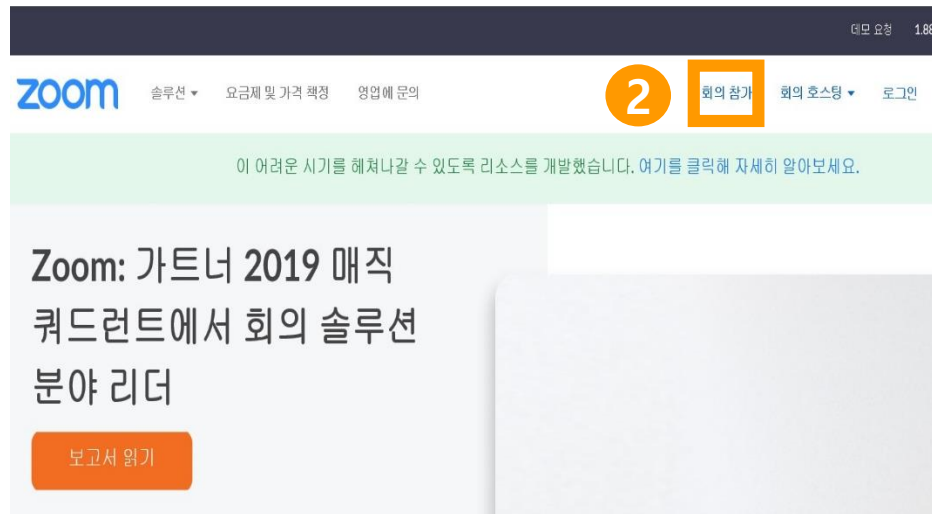 데모 요청 1.88
zoom 솔루션 ▾ 요금제 및 가격 책정 영업에 문의 2 회의 참가 회의 호스팅 ▾ 로그인
이 어려운 시기를 헤쳐나갈 수 있도록 리소스를 개발했습니다. 여기를 클릭해 자세히 알아보세요.
Zoom: 가트너 2019 매직
쿼드런트에서 회의 솔루션
분야 리더
보고서 읽기